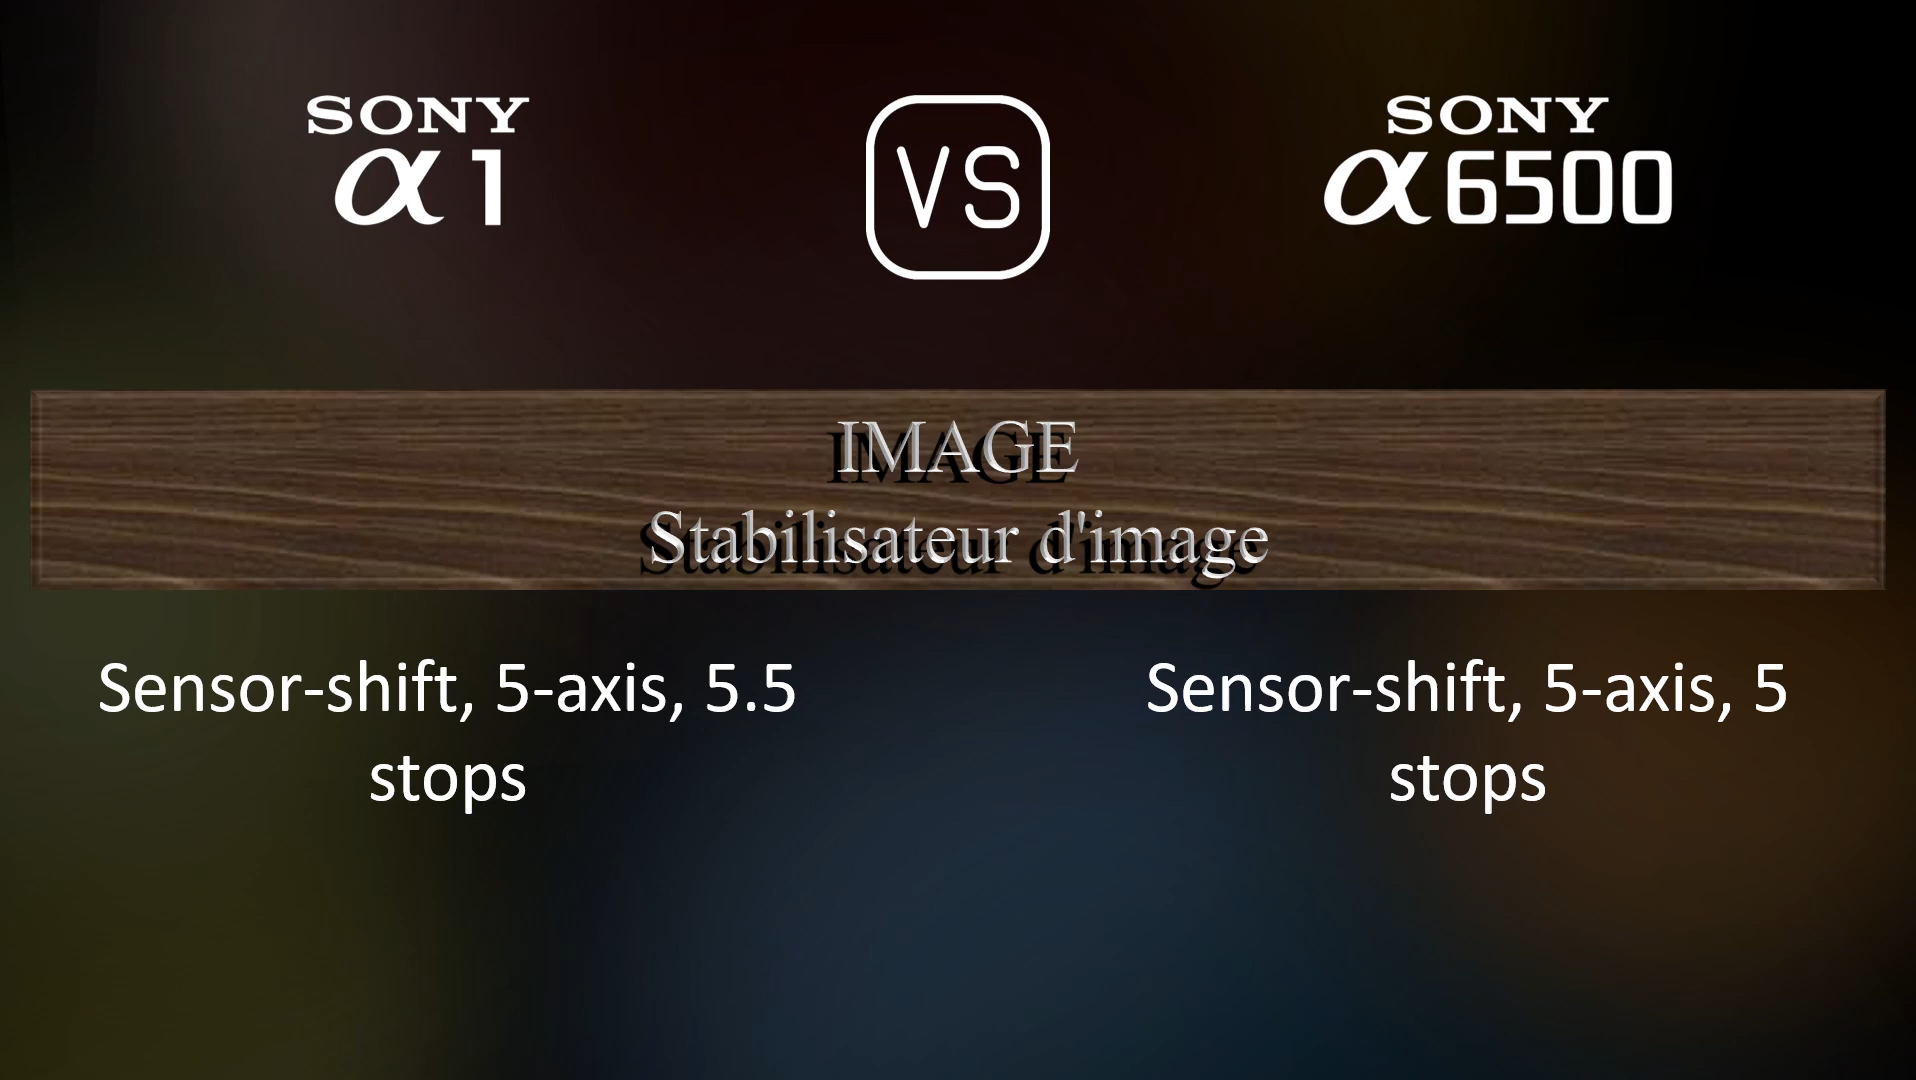 SONY
α1
VS
SONY
α6500
IMAGE
Stabilisateur d'image
Sensor-shift, 5-axis, 5.5
stops
Sensor-shift, 5-axis, 5
stops